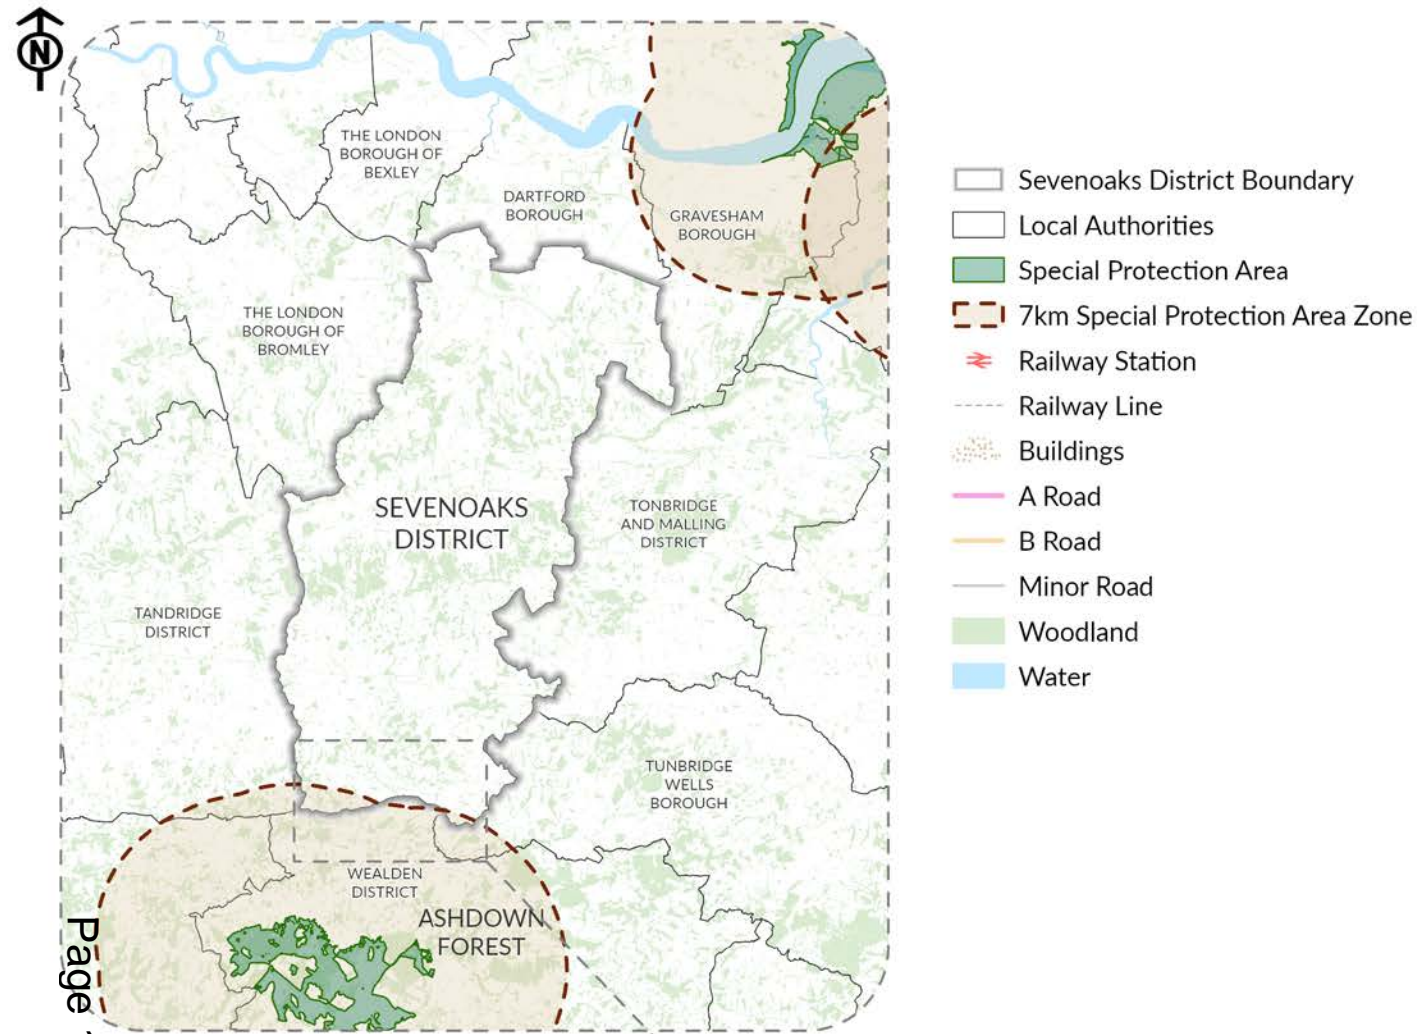 N
THE LONDON
BOROUGH OF
BEXLEY
DARTFORD
BOROUGH
GRAVESHAM
BOROUGH
THE LONDON
BOROUGH OF
BROMLEY
SEVENOAKS
DISTRICT
TONBRIDGE
AND MALLING
DISTRICT
TANDRIDGE
DISTRICT
TUNBRIDGE
WELLS
BOROUGH
WEALDEN
DISTRICT
ASHDOWN
FOREST
Page
Sevenoaks District Boundary
Local Authorities
Special Protection Area
7km Special Protection Area Zone
Railway Station
Railway Line
Buildings
A Road
B Road
Minor Road
Woodland
Water